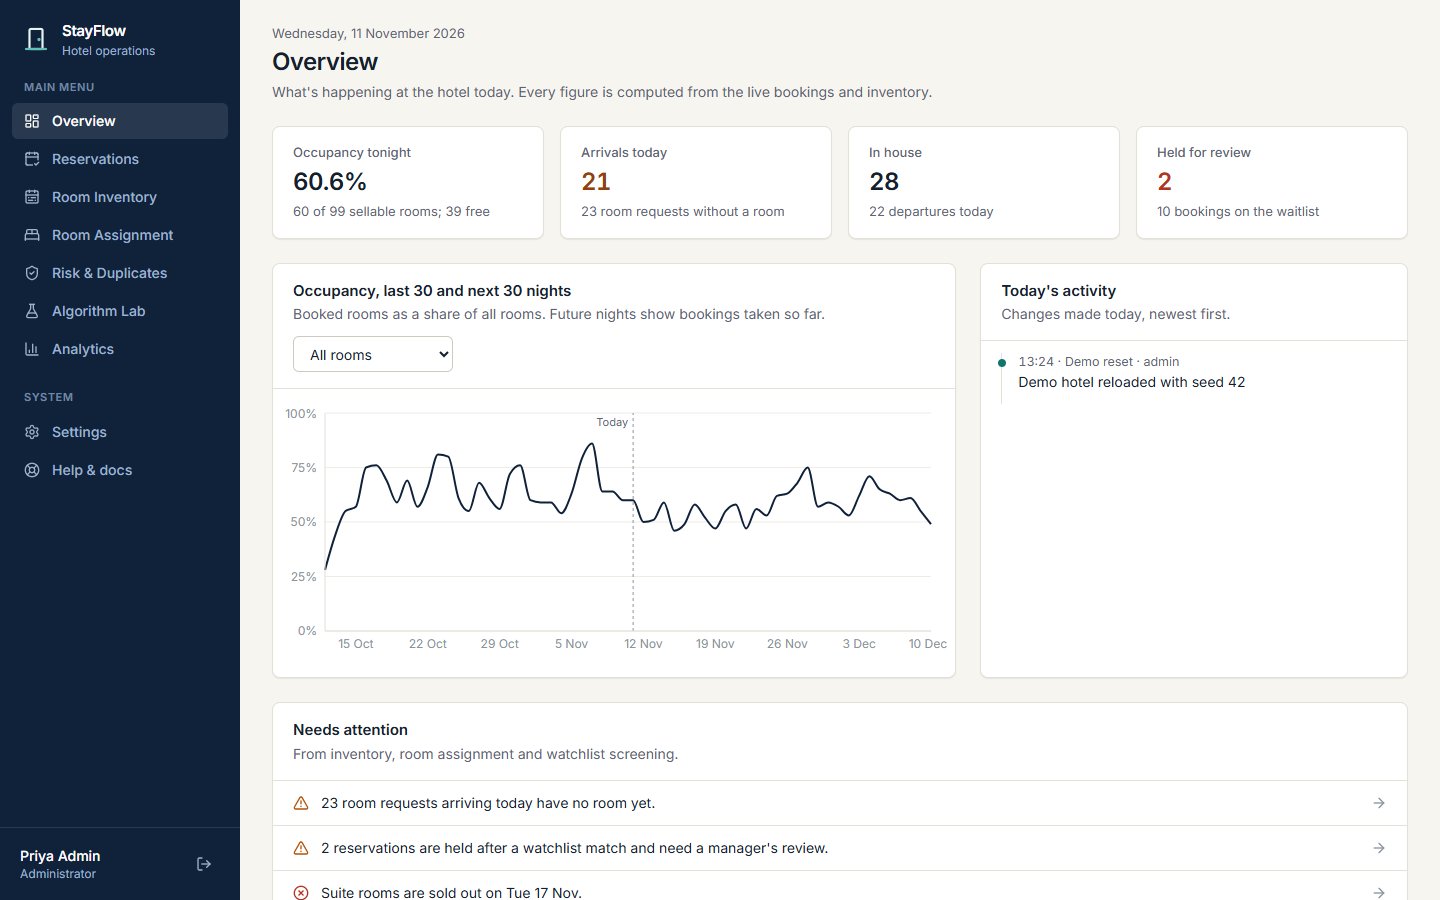 StayFlow
Hotel operations
MAIN MENU
Overview
Reservations
Room Inventory
Room Assignment
Risk & Duplicates
Algorithm Lab
Analytics
SYSTEM
Settings
Help & docs
Priya Admin
Administrator
Wednesday, 11 November 2026
Overview
What's happening at the hotel today. Every figure is computed from the live bookings and inventory.
Occupancy tonight
60.6%
60 of 99 sellable rooms; 39 free
Arrivals today
21
23 room requests without a room
In house
28
22 departures today
Held for review
2
10 bookings on the waitlist
Occupancy, last 30 and next 30 nights
Booked rooms as a share of all rooms. Future nights show bookings taken so far.
All rooms
100%
75%
50%
25%
0%
Today
15 Oct 22 Oct 29 Oct 5 Nov 12 Nov 19 Nov 26 Nov 3 Dec 10 Dec
Today's activity
Changes made today, newest first.
13:24 · Demo reset · admin
Demo hotel reloaded with seed 42
Needs attention
From inventory, room assignment and watchlist screening.
23 room requests arriving today have no room yet.
2 reservations are held after a watchlist match and need a manager's review.
Suite rooms are sold out on Tue 17 Nov.